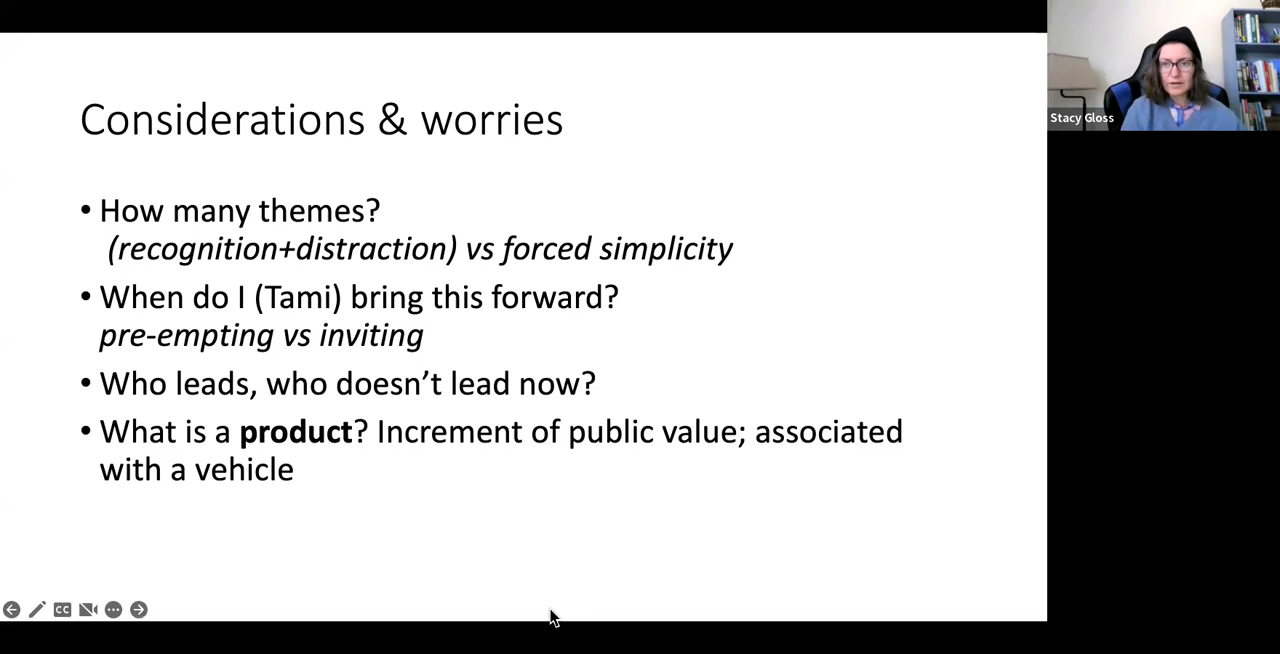 Considerations & worries
• How many themes?
(recognition+distraction) vs forced simplicity
• When do I (Tami) bring this forward?
pre-empting vs inviting
• Who leads, who doesn’t lead now?
• What is a product? Increment of public value; associated
with a vehicle
Stacy Gloss
CC